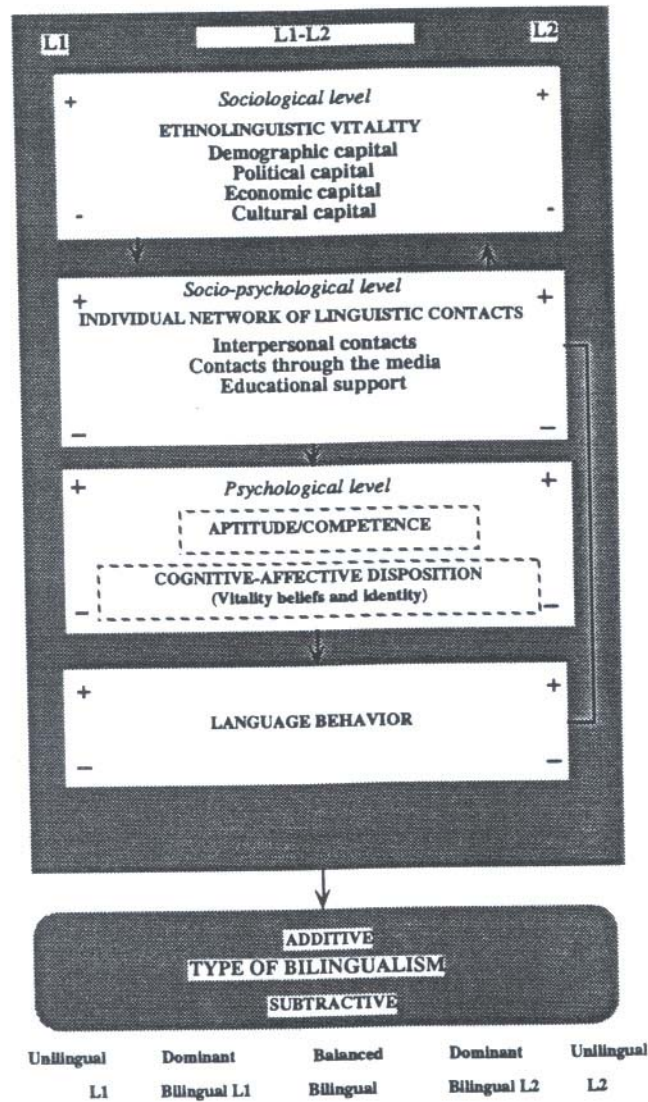 L1 L1-L2 L2
+ Sociological level +
ETHNOLINGUISTIC VITALITY
Demographic capital
Political capital
Economic capital
- Cultural capital -
Socio-psychological level
+ +
INDIVIDUAL NETWORK OF LINGUISTIC CONTACTS
Interpersonal contacts
Contacts through the media
Educational support
− −
+ Psychological level +
APTITUDE/COMPETENCE
COGNITIVE-AFFECTIVE DISPOSITION
(Vitality beliefs and identity)
− −
+ +
LANGUAGE BEHAVIOR
− −
ADDITIVE
TYPE OF BILINGUALISM
SUBTRACTIVE
Unilingual Dominant Balanced Dominant Unilingual
L1 Bilingual L1 Bilingual Bilingual L2 L2